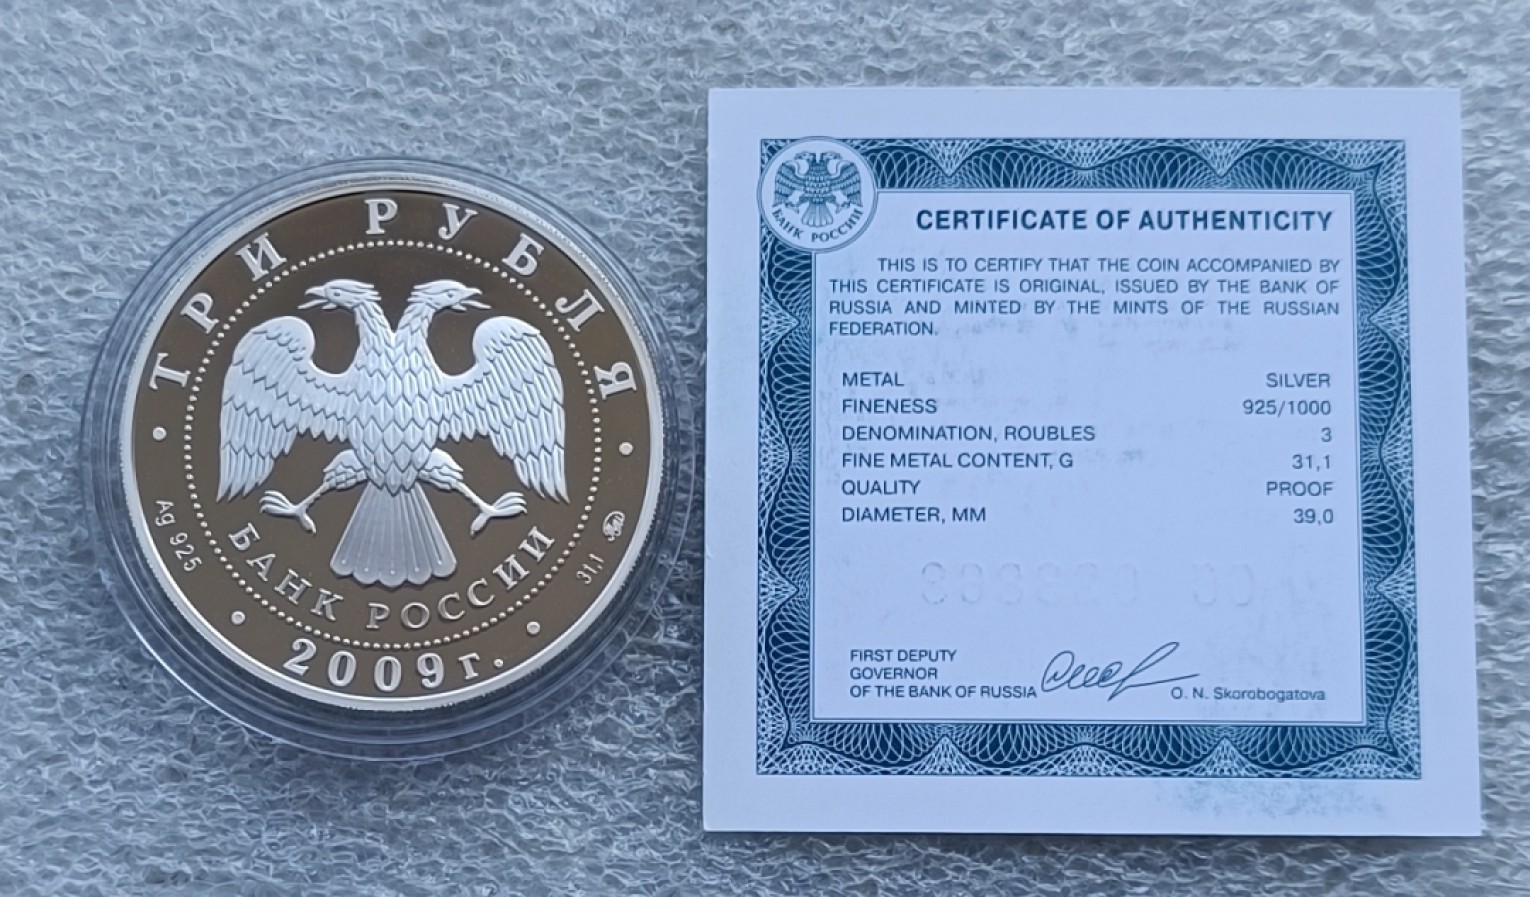 ТРИ РУБЛЯ
Ag 925
31,1
БАНК РОССИИ
2009г.
БАНК РОССИИ
CERTIFICATE OF AUTHENTICITY
THIS IS TO CERTIFY THAT THE COIN ACCOMPANIED BY
THIS CERTIFICATE IS ORIGINAL, ISSUED BY THE BANK OF
RUSSIA AND MINTED BY THE MINTS OF THE RUSSIAN
FEDERATION.
METAL SILVER
FINENESS 925/1000
DENOMINATION, ROUBLES 3
FINE METAL CONTENT, G 31,1
QUALITY PROOF
DIAMETER, MM 39,0
FIRST DEPUTY
GOVERNOR
OF THE BANK OF RUSSIA O. N. Skorobogatova